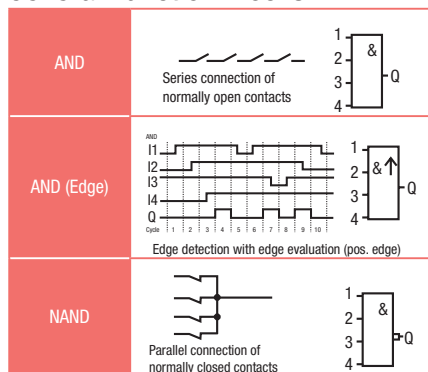 AND
Series connection of
normally open contacts
1
2
3
4
&
Q
AND (Edge)
AND
I1
I2
I3
I4
Q
Cycle 1 2 3 4 5 6 7 8 9 10
Edge detection with edge evaluation (pos. edge)
1
2
3
4
&
Q
NAND
Parallel connection of
normally closed contacts
1
2
3
4
&
Q